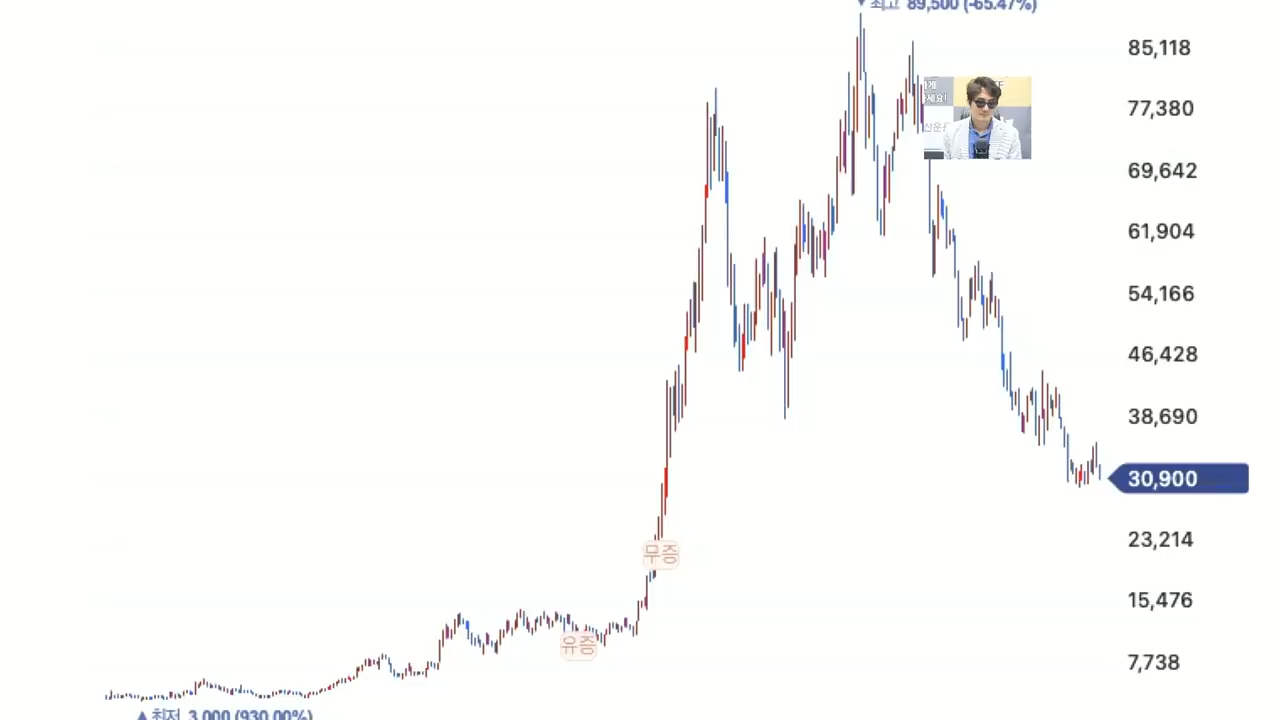 ▼ 최고 89,500 (-65.47%)
85,118
77,380
69,642
61,904
54,166
46,428
38,690
30,900
23,214
15,476
7,738
무증
유증
▲ 최저 3,000 (930.00%)